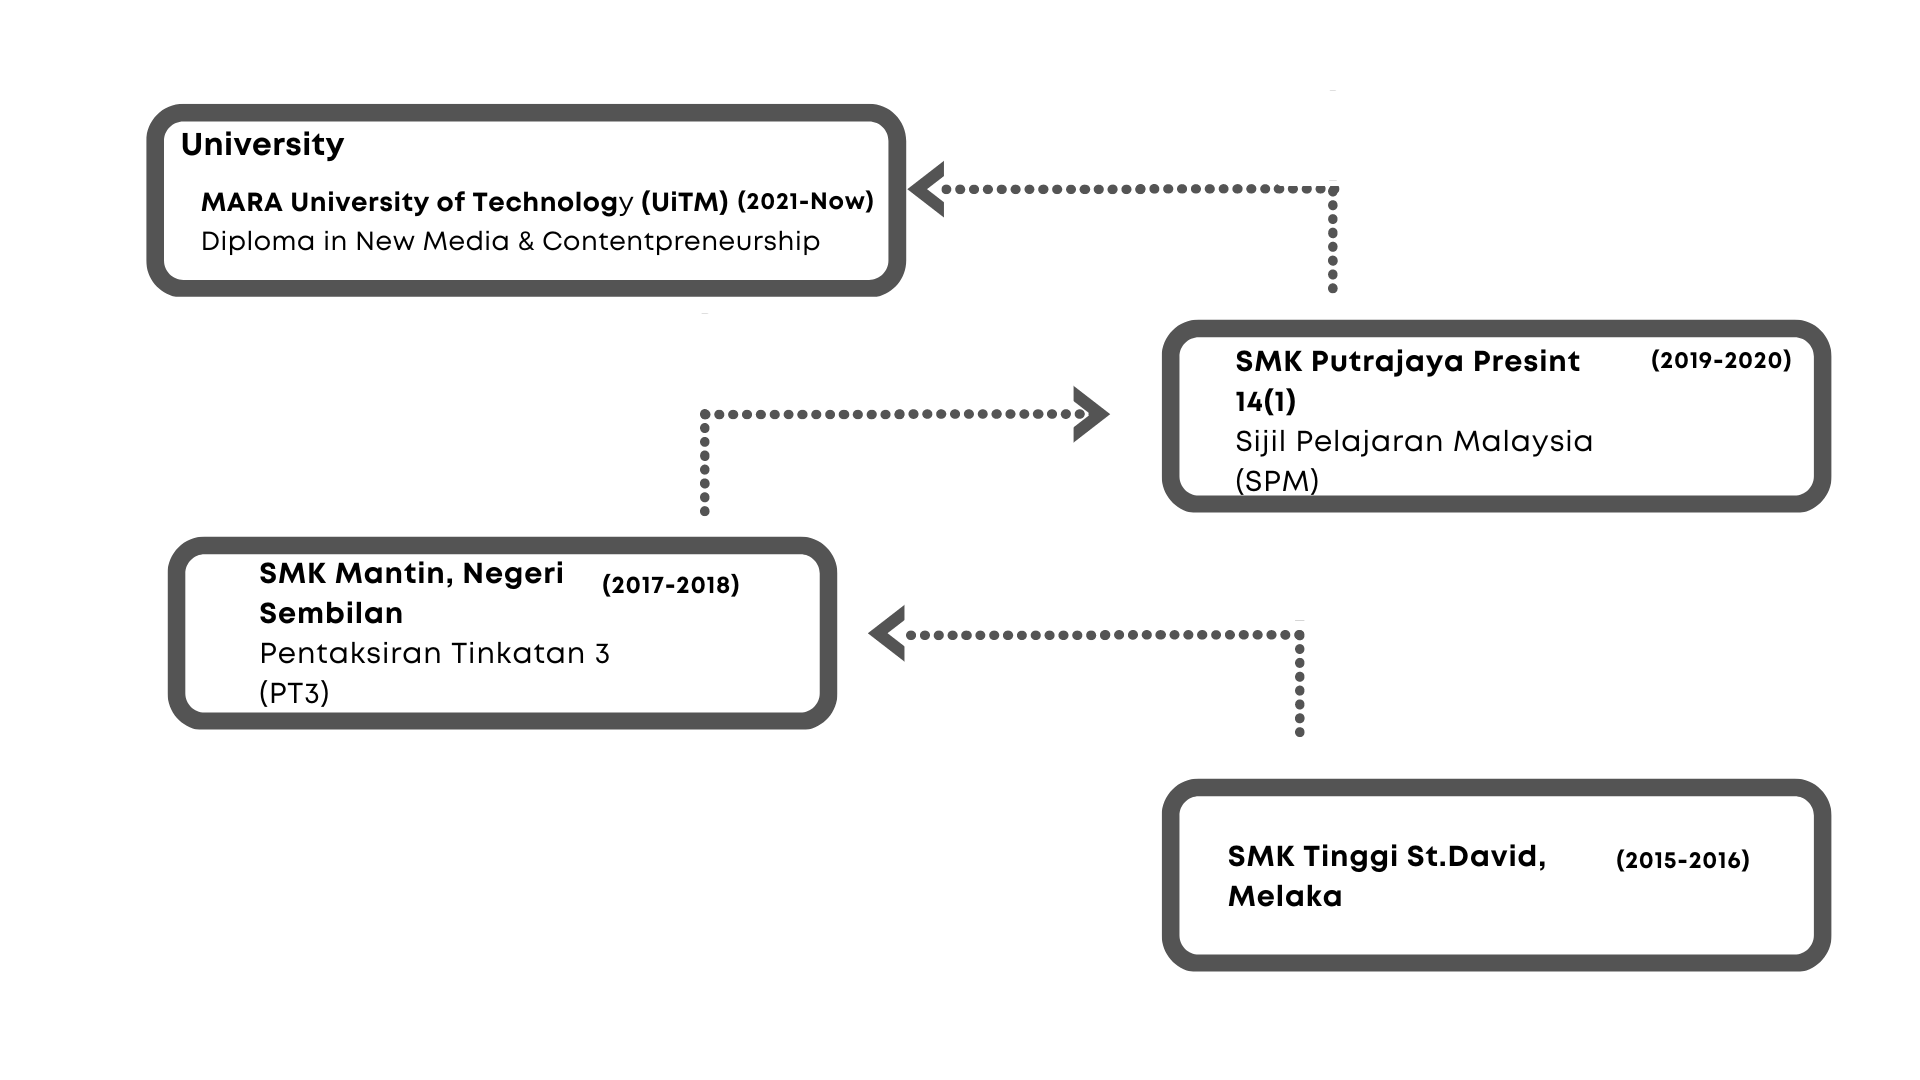 University
MARA University of Technology (UiTM) (2021-Now)
Diploma in New Media & Contentpreneurship
SMK Putrajaya Presint (2019-2020)
14(1)
Sijil Pelajaran Malaysia
(SPM)
SMK Mantin, Negeri (2017-2018)
Sembilan
Pentaksiran Tinkatan 3
(PT3)
SMK Tinggi St.David, (2015-2016)
Melaka